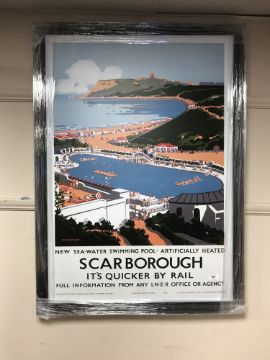 NEW SEA-WATER SWIMMING POOL - ARTIFICIALLY HEATED
SCARBOROUGH
IT'S QUICKER BY RAIL
FULL INFORMATION FROM ANY L·N·E·R OFFICE OR AGENCY